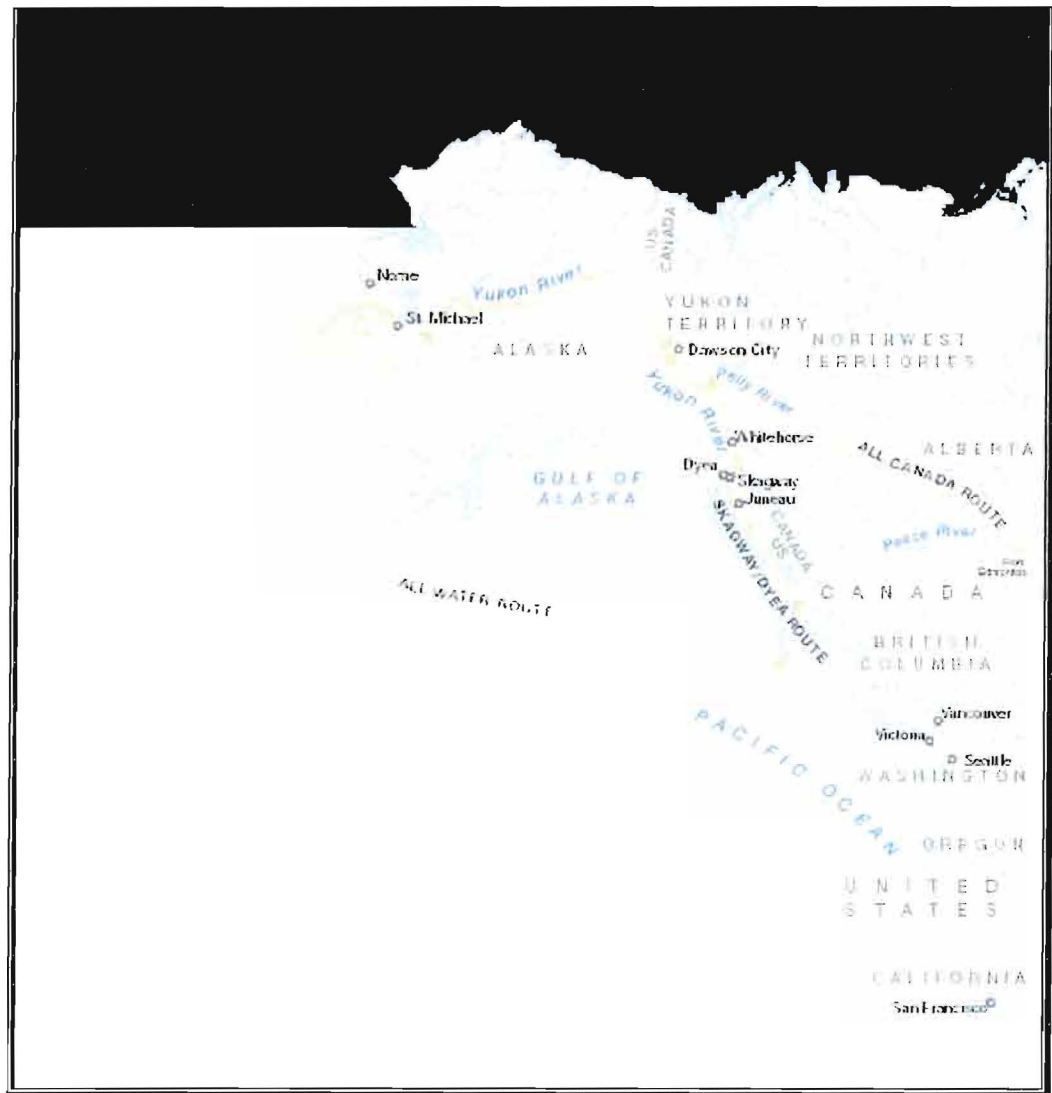 US
CANADA
Nome
Yukon River
St. Michael
ALASKA
YUKON
TERRITORY
NORTHWEST
TERRITORIES
Dawson City
Pelly River
Yukon River
Whitehorse
ALBERTA
ALL CANADA ROUTE
Dyea
Skagway
Juneau
GULF OF
ALASKA
CANADA
US
SKAGWAY/DYEA ROUTE
Peace River
Edmonton
CANADA
ALL WATER ROUTE
BRITISH
COLUMBIA
PACIFIC OCEAN
Vancouver
Victoria
Seattle
WASHINGTON
OREGON
UNITED
STATES
CALIFORNIA
San Francisco